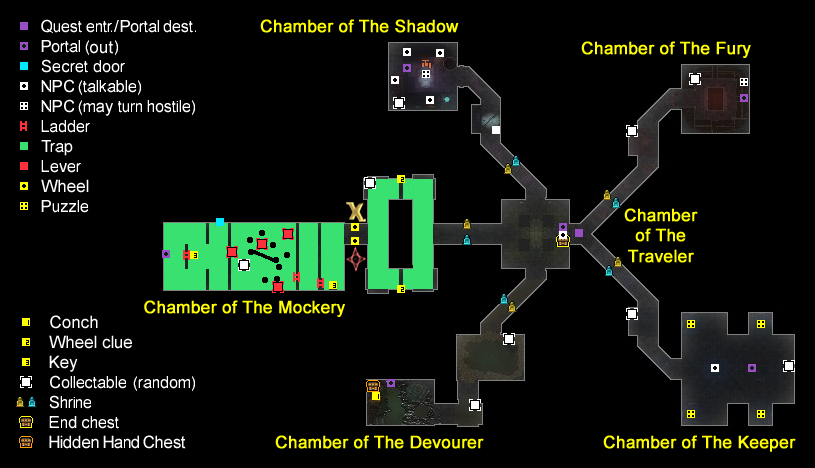 Chamber of The Shadow
Chamber of The Fury
Quest entr./Portal dest.
Portal (out)
Secret door
NPC (talkable)
NPC (may turn hostile)
Ladder
Trap
Lever
Wheel
Puzzle
Chamber
of The
Traveler
Chamber of The Mockery
Conch
Wheel clue
Key
Collectable (random)
Shrine
End chest
Hidden Hand Chest
Chamber of The Devourer
Chamber of The Keeper